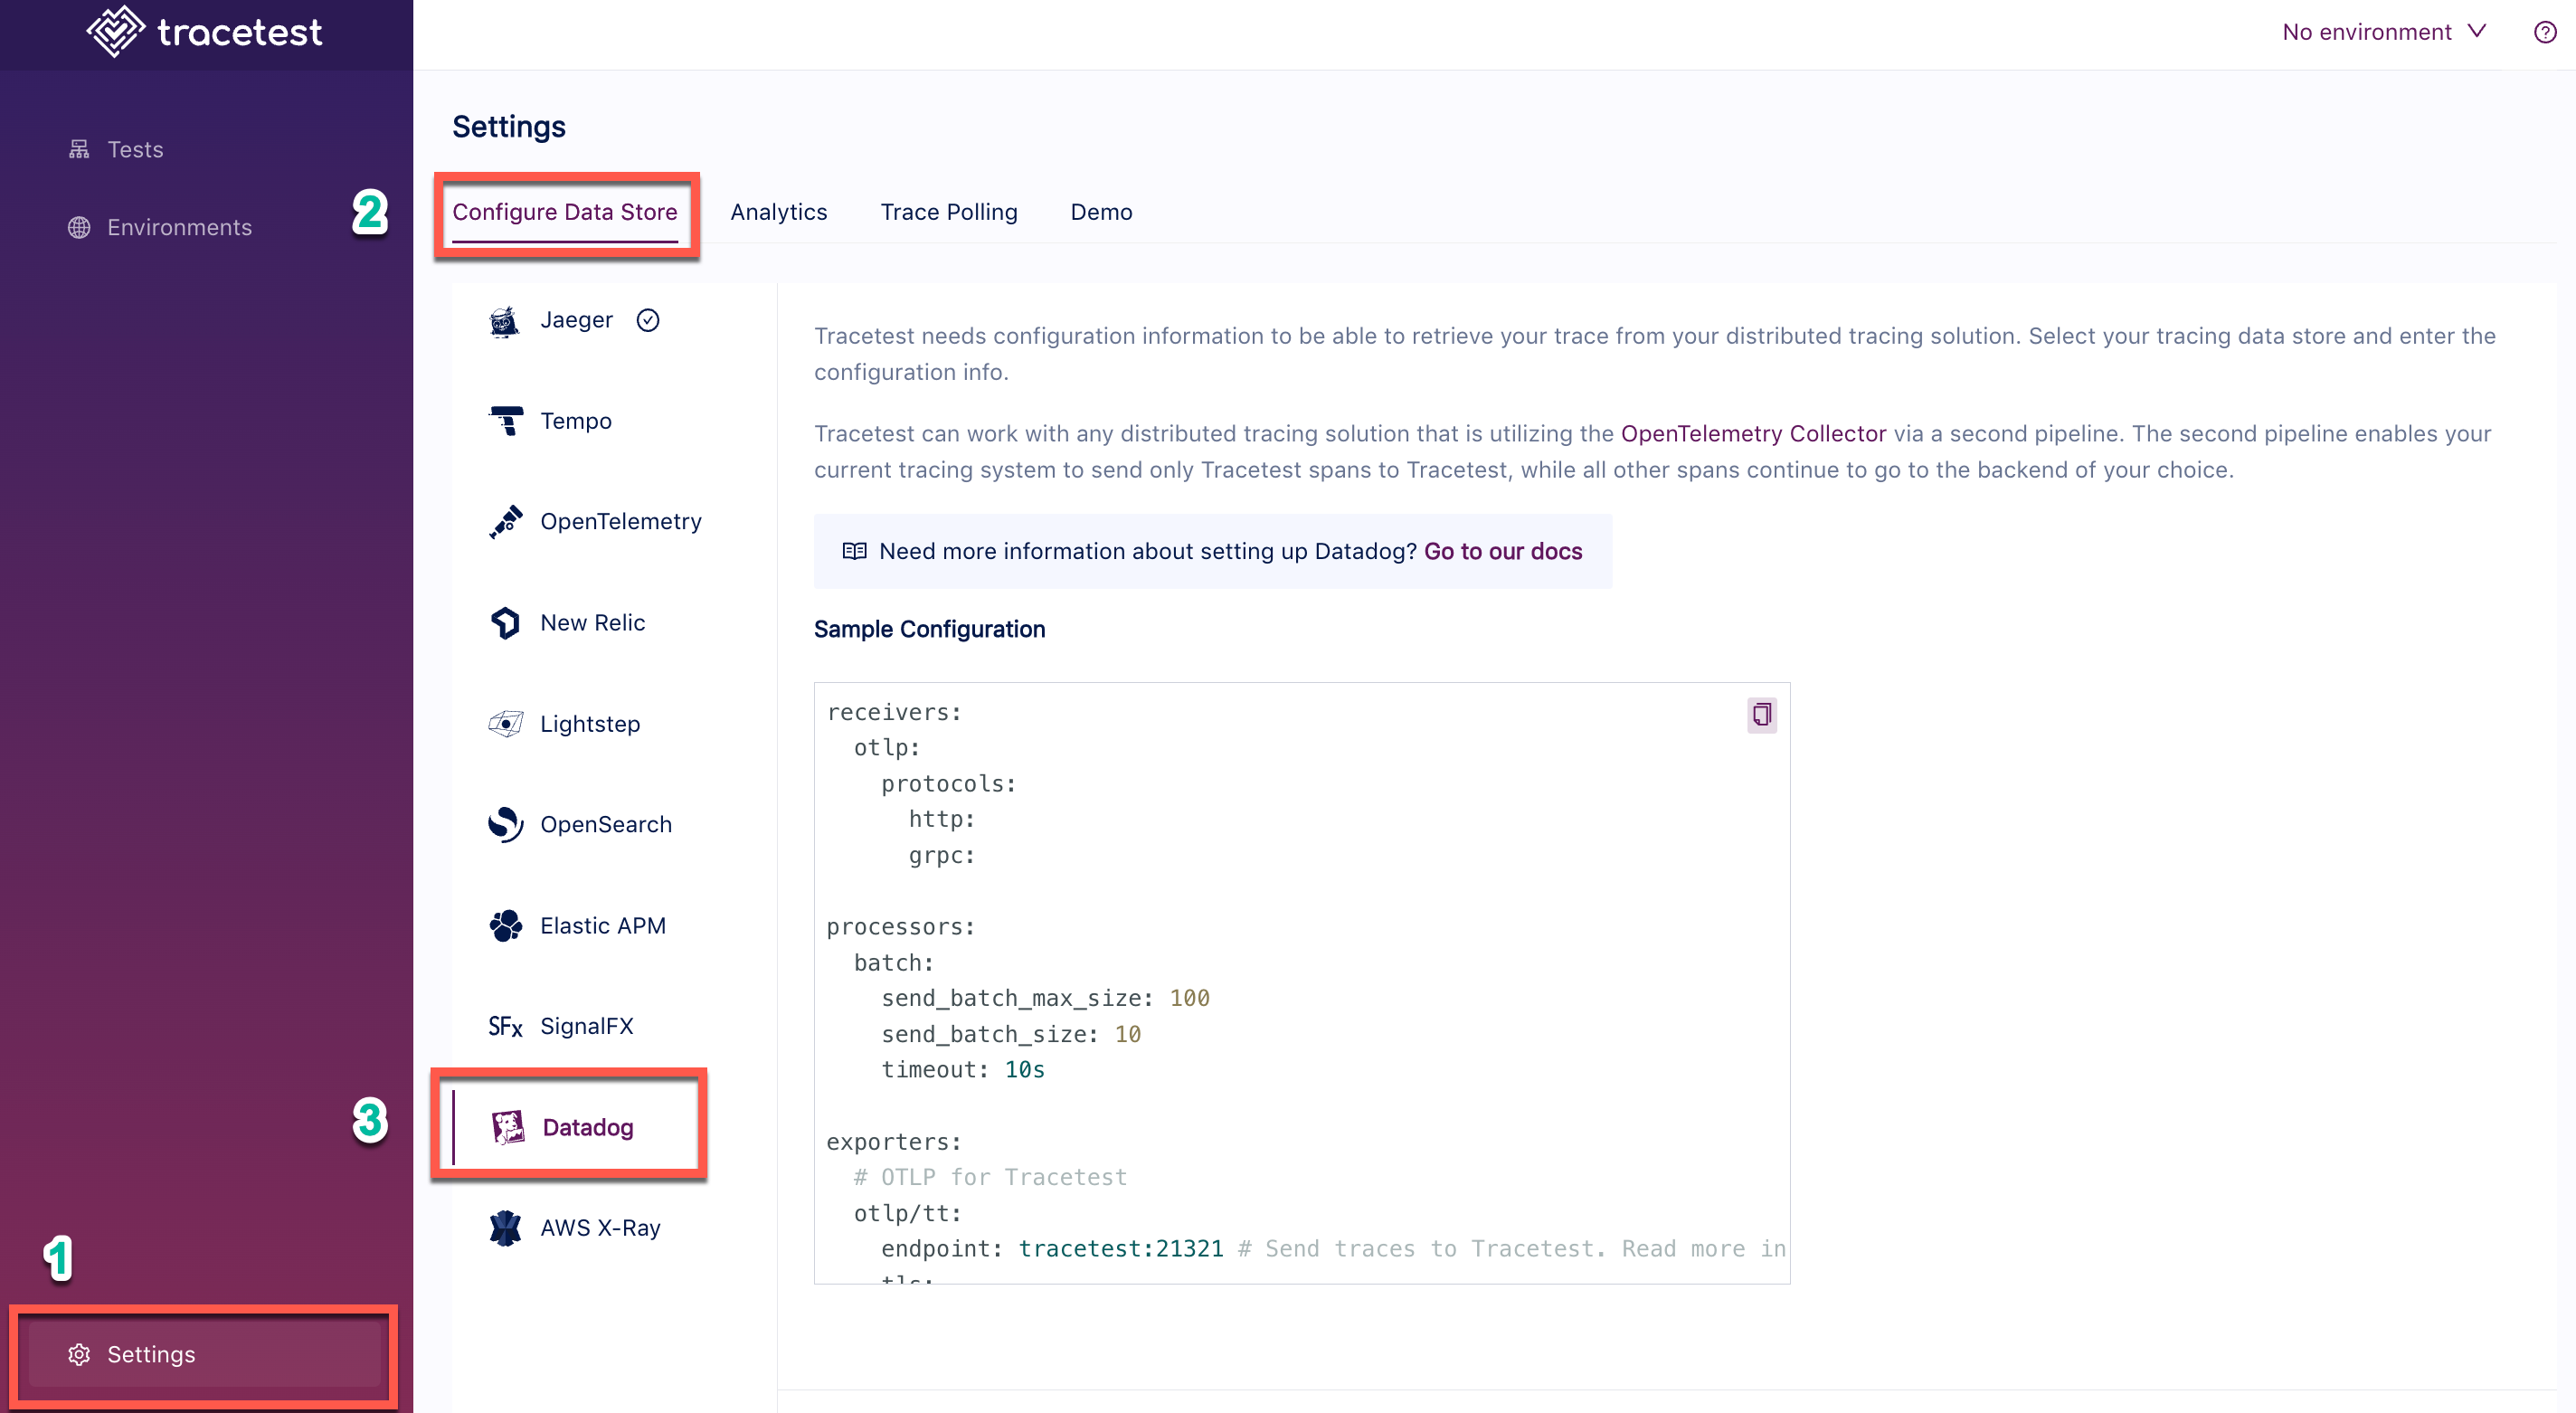 tracetest
No environment
Tests
Environments
Settings
2
Configure Data Store
Analytics
Trace Polling
Demo
Jaeger
Tempo
OpenTelemetry
New Relic
Lightstep
OpenSearch
Elastic APM
SFx SignalFX
3
Datadog
AWS X-Ray
1
Settings
Tracetest needs configuration information to be able to retrieve your trace from your distributed tracing solution. Select your tracing data store and enter the
configuration info.
Tracetest can work with any distributed tracing solution that is utilizing the OpenTelemetry Collector via a second pipeline. The second pipeline enables your
current tracing system to send only Tracetest spans to Tracetest, while all other spans continue to go to the backend of your choice.
Need more information about setting up Datadog? Go to our docs
Sample Configuration
receivers:
  otlp:
    protocols:
      http:
      grpc:
processors:
  batch:
    send_batch_max_size: 100
    send_batch_size: 10
    timeout: 10s
exporters:
  # OTLP for Tracetest
  otlp/tt:
    endpoint: tracetest:21321 # Send traces to Tracetest. Read more in
    tls: